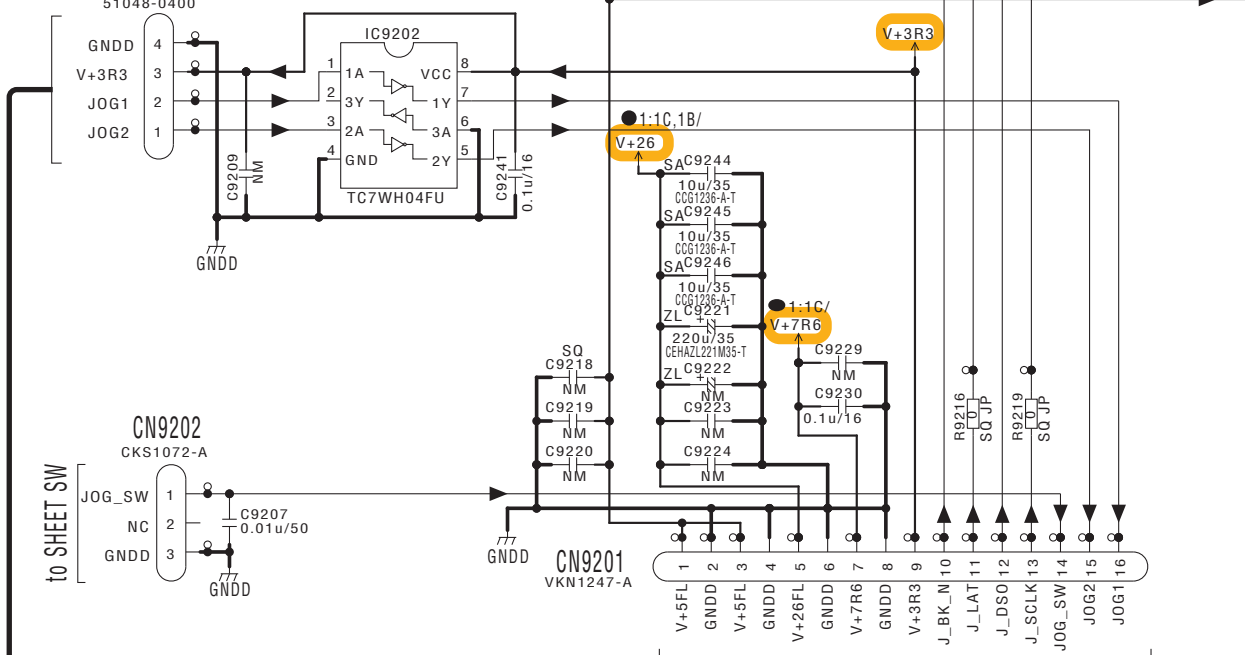 51048-0400
GNDD 4
V+3R3 3
JOG1 2
JOG2 1
C9209
NM
GNDD
IC9202
1 1A VCC 8
2 3Y 1Y 7
3 2A 3A 6
4 GND 2Y 5
TC7WH04FU
C9241
0.1u/16
V+3R3
1:1C,1B/
V+26
SA C9244
10u/35
CCG1236-A-T
SA C9245
10u/35
CCG1236-A-T
SA C9246
10u/35
CCG1236-A-T
ZL + C9221
220u/35
CEHAZL221M35-T
ZL + C9222
NM
C9223
NM
C9224
NM
1:1C/
V+7R6
C9229
NM
C9230
0.1u/16
SQ
C9218
NM
C9219
NM
C9220
NM
R9216
0
SQ JP
R9219
0
SQ JP
to SHEET SW
CN9202
CKS1072-A
JOG_SW 1
NC 2
GNDD 3
C9207
0.01u/50
GNDD
GNDD
CN9201
VKN1247-A
V+5FL 1
GNDD 2
V+5FL 3
GNDD 4
V+26FL 5
GNDD 6
V+7R6 7
GNDD 8
V+3R3 9
J_BK_N 10
J_LAT 11
J_DSO 12
J_SCLK 13
JOG_SW 14
JOG2 15
JOG1 16